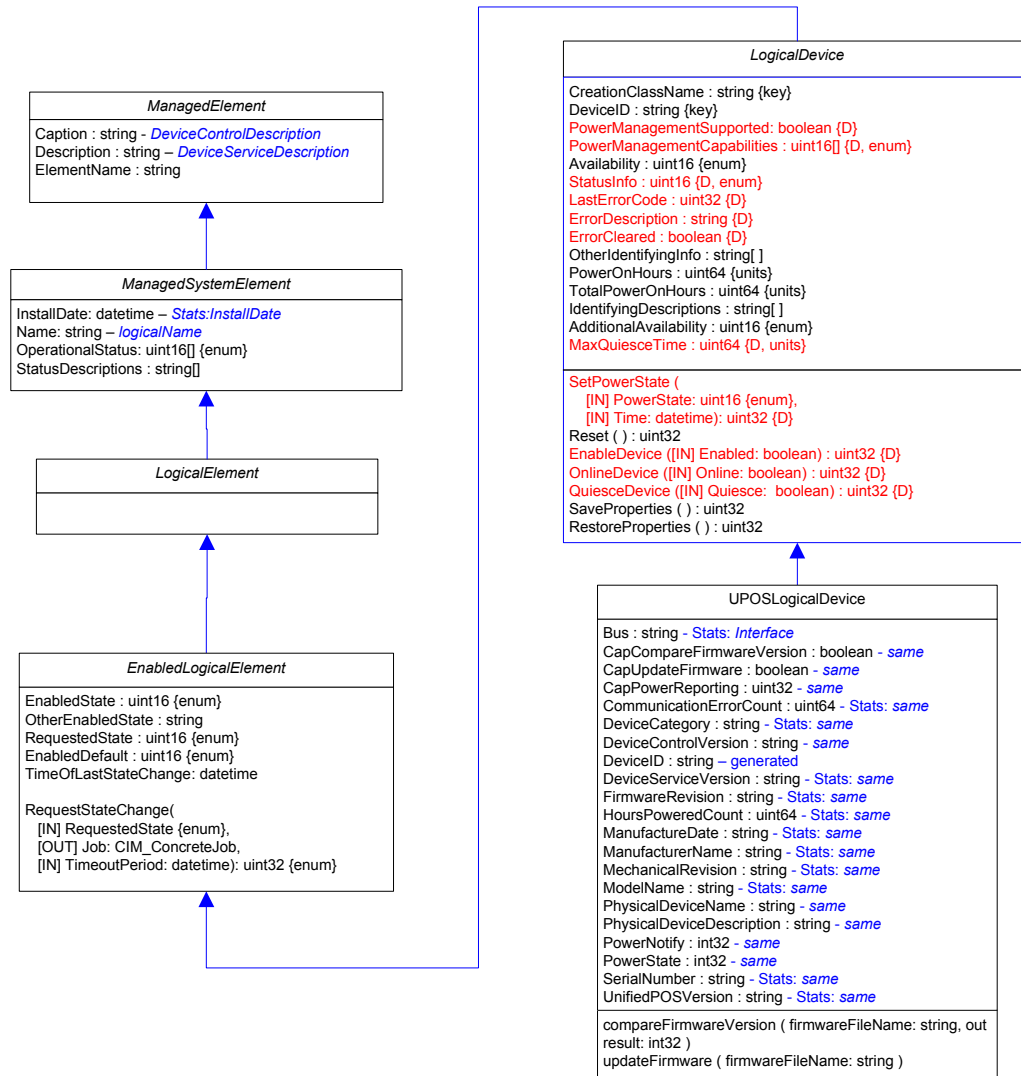 ManagedElement
Caption : string - DeviceControlDescription
Description : string – DeviceServiceDescription
ElementName : string
ManagedSystemElement
InstallDate: datetime – Stats:InstallDate
Name: string – logicalName
OperationalStatus: uint16[] {enum}
StatusDescriptions : string[]
LogicalElement
EnabledLogicalElement
EnabledState : uint16 {enum}
OtherEnabledState : string
RequestedState : uint16 {enum}
EnabledDefault : uint16 {enum}
TimeOfLastStateChange: datetime
RequestStateChange(
[IN] RequestedState {enum},
[OUT] Job: CIM_ConcreteJob,
[IN] TimeoutPeriod: datetime): uint32 {enum}
LogicalDevice
CreationClassName : string {key}
DeviceID : string {key}
PowerManagementSupported: boolean {D}
PowerManagementCapabilities : uint16[] {D, enum}
Availability : uint16 {enum}
StatusInfo : uint16 {D, enum}
LastErrorCode : uint32 {D}
ErrorDescription : string {D}
ErrorCleared : boolean {D}
OtherIdentifyingInfo : string[ ]
PowerOnHours : uint64 {units}
TotalPowerOnHours : uint64 {units}
IdentifyingDescriptions : string[ ]
AdditionalAvailability : uint16 {enum}
MaxQuiesceTime : uint64 {D, units}
SetPowerState (
[IN] PowerState: uint16 {enum},
[IN] Time: datetime): uint32 {D}
Reset ( ) : uint32
EnableDevice ([IN] Enabled: boolean) : uint32 {D}
OnlineDevice ([IN] Online: boolean) : uint32 {D}
QuiesceDevice ([IN] Quiesce:  boolean) : uint32 {D}
SaveProperties ( ) : uint32
RestoreProperties ( ) : uint32
UPOSLogicalDevice
Bus : string - Stats: Interface
CapCompareFirmwareVersion : boolean - same
CapUpdateFirmware : boolean - same
CapPowerReporting : uint32 - same
CommunicationErrorCount : uint64 - Stats: same
DeviceCategory : string - Stats: same
DeviceControlVersion : string - same
DeviceID : string – generated
DeviceServiceVersion : string - Stats: same
FirmwareRevision : string - Stats: same
HoursPoweredCount : uint64 - Stats: same
ManufactureDate : string - Stats: same
ManufacturerName : string - Stats: same
MechanicalRevision : string - Stats: same
ModelName : string - Stats: same
PhysicalDeviceName : string - same
PhysicalDeviceDescription : string - same
PowerNotify : int32 - same
PowerState : int32 - same
SerialNumber : string - Stats: same
UnifiedPOSVersion : string - Stats: same
compareFirmwareVersion ( firmwareFileName: string, out
result: int32 )
updateFirmware ( firmwareFileName: string )